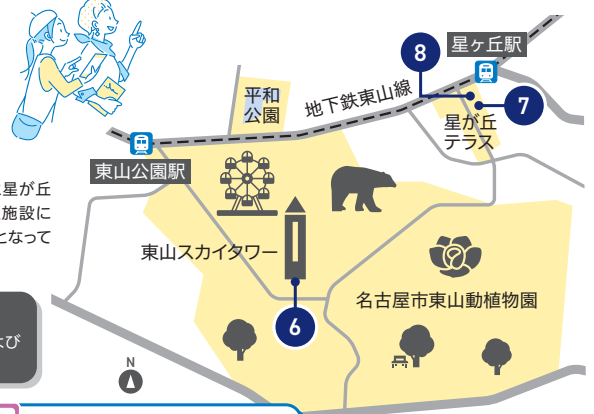 8
星ヶ丘駅
平和
公園
地下鉄東山線
7
星が丘
テラス
東山公園駅
星が丘
施設に
となって
東山スカイタワー
名古屋市東山動植物園
6
び
N